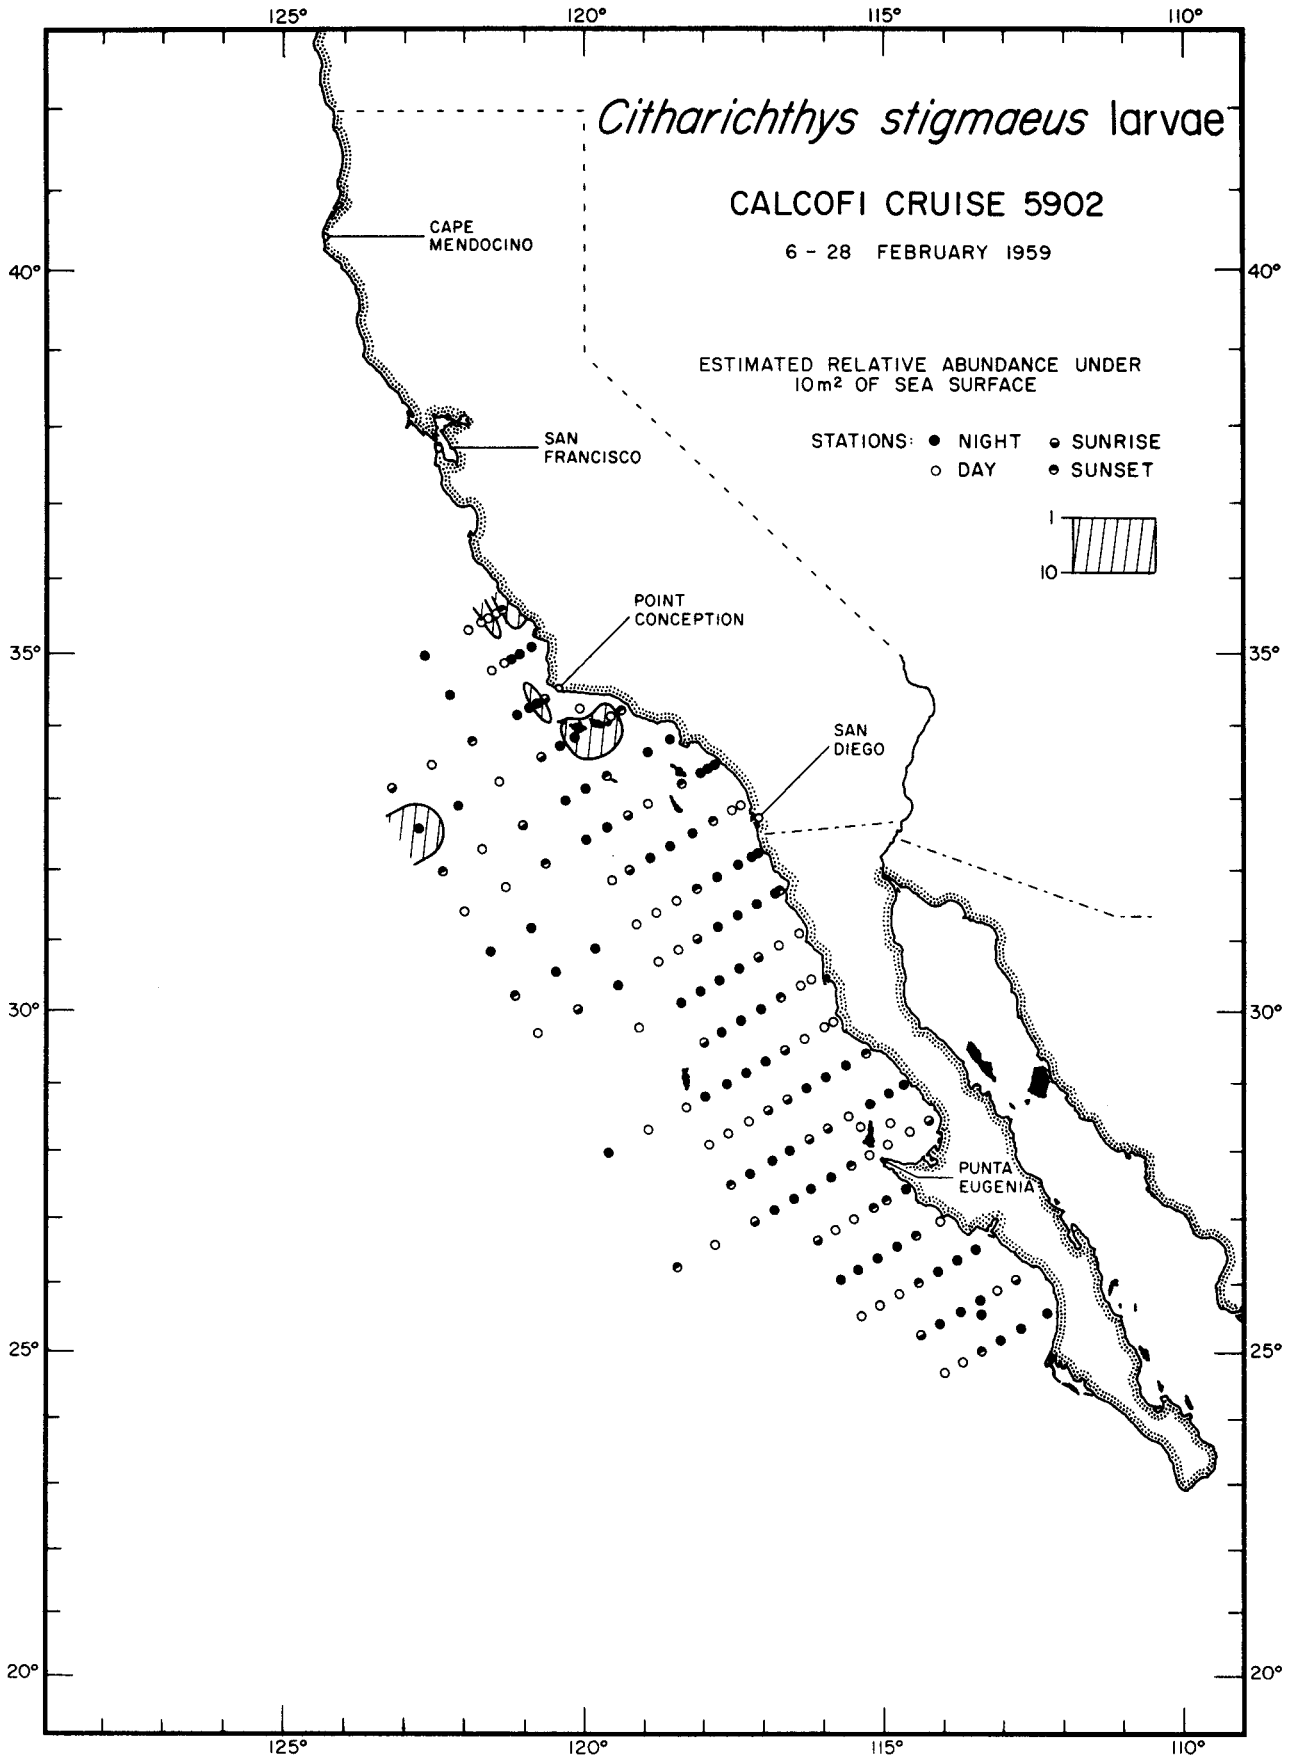 125° 120° 115° 110°
Citharichthys stigmaeus larvae
CALCOFI CRUISE 5902
6 - 28 FEBRUARY 1959
CAPE
MENDOCINO
40° 40°
ESTIMATED RELATIVE ABUNDANCE UNDER
10m² OF SEA SURFACE
STATIONS: ● NIGHT SUNRISE
○ DAY SUNSET
SAN
FRANCISCO
1
10
POINT
CONCEPTION
35° 35°
SAN
DIEGO
30° 30°
PUNTA
EUGENIA
25° 25°
20° 20°
125° 120° 115° 110°